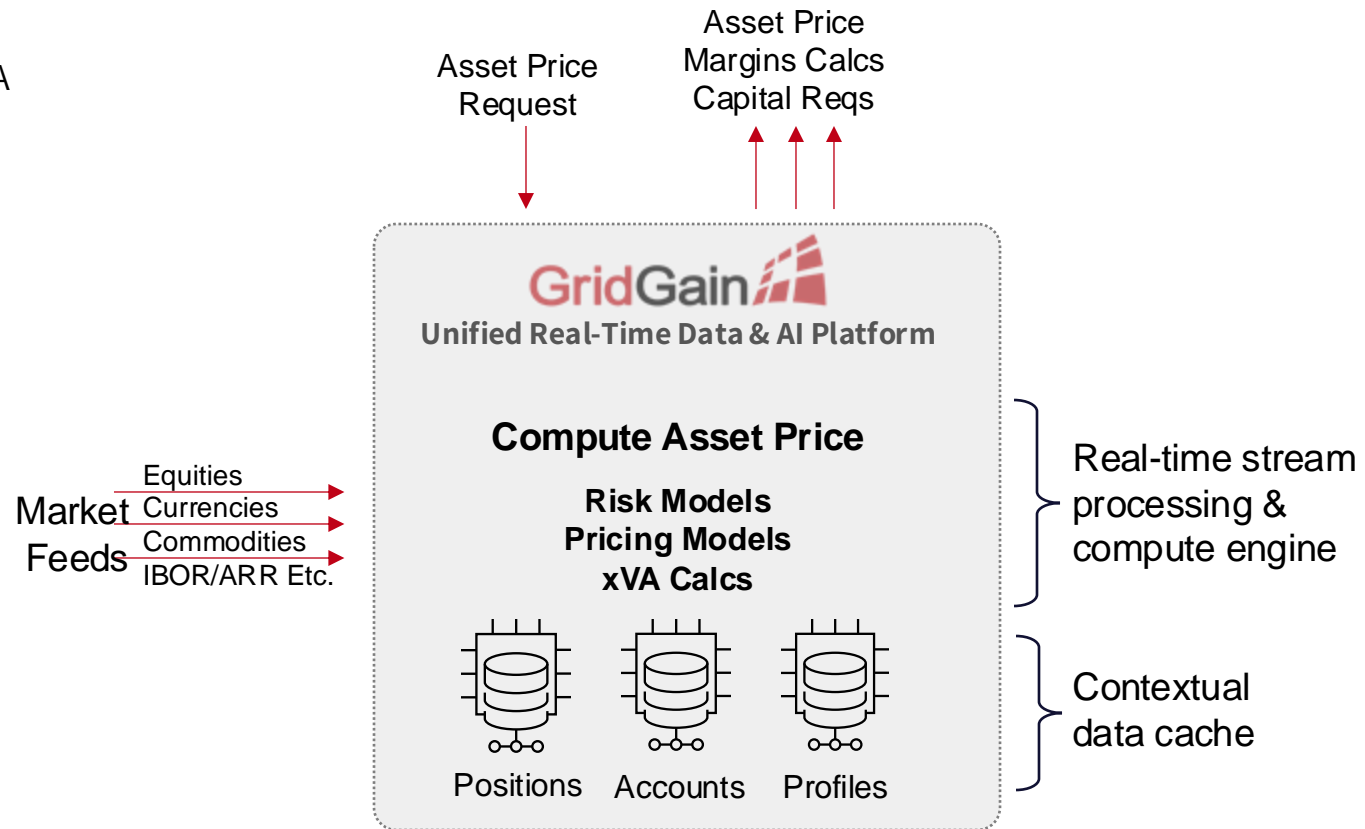 A
Asset Price
Request
Asset Price
Margins Calcs
Capital Reqs
GridGain
Unified Real-Time Data & AI Platform
Compute Asset Price
Risk Models
Pricing Models
xVA Calcs
Market
Feeds
Equities
Currencies
Commodities
IBOR/ARR Etc.
Real-time stream
processing &
compute engine
Positions
Accounts
Profiles
Contextual
data cache